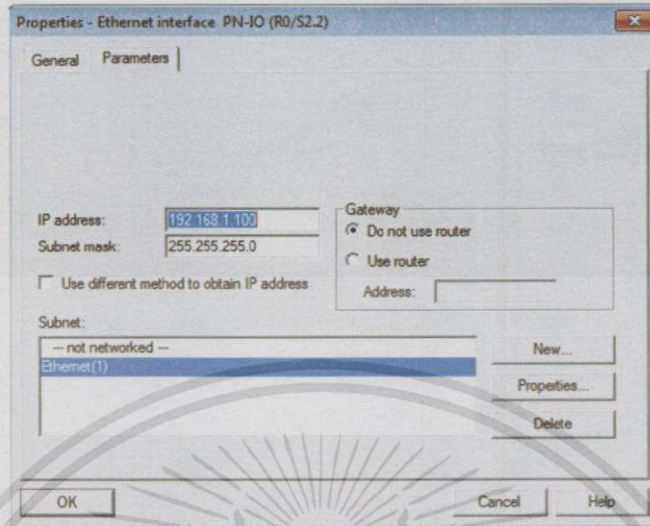 Properties - Ethernet interface PN-IO (R0/S2.2)
General
Parameters
IP address:
192.168.1.100
Subnet mask:
255.255.255.0
Use different method to obtain IP address
Gateway
Do not use router
Use router
Address:
Subnet:
--- not networked ---
Ethernet(1)
New...
Properties...
Delete
OK
Cancel
Help